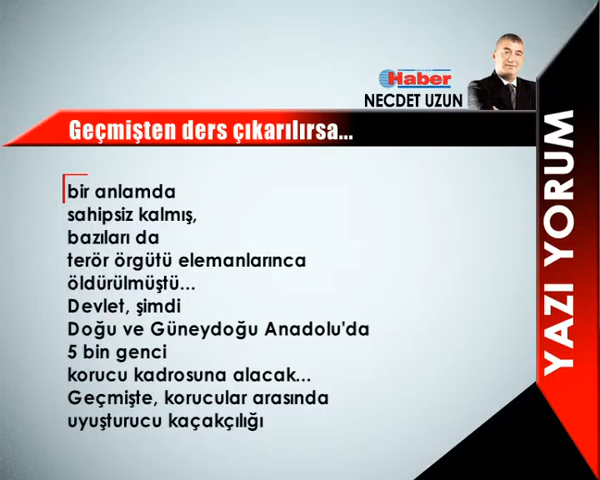 Haber
NECDET UZUN
Geçmişten ders çıkarılırsa...
YAZI YORUM
bir anlamda
sahipsiz kalmış,
bazıları da
terör örgütü elemanlarınca
öldürülmüştü...
Devlet, şimdi
Doğu ve Güneydoğu Anadolu'da
5 bin genci
korucu kadrosuna alacak...
Geçmişte, korucular arasında
uyuşturucu kaçakçılığı